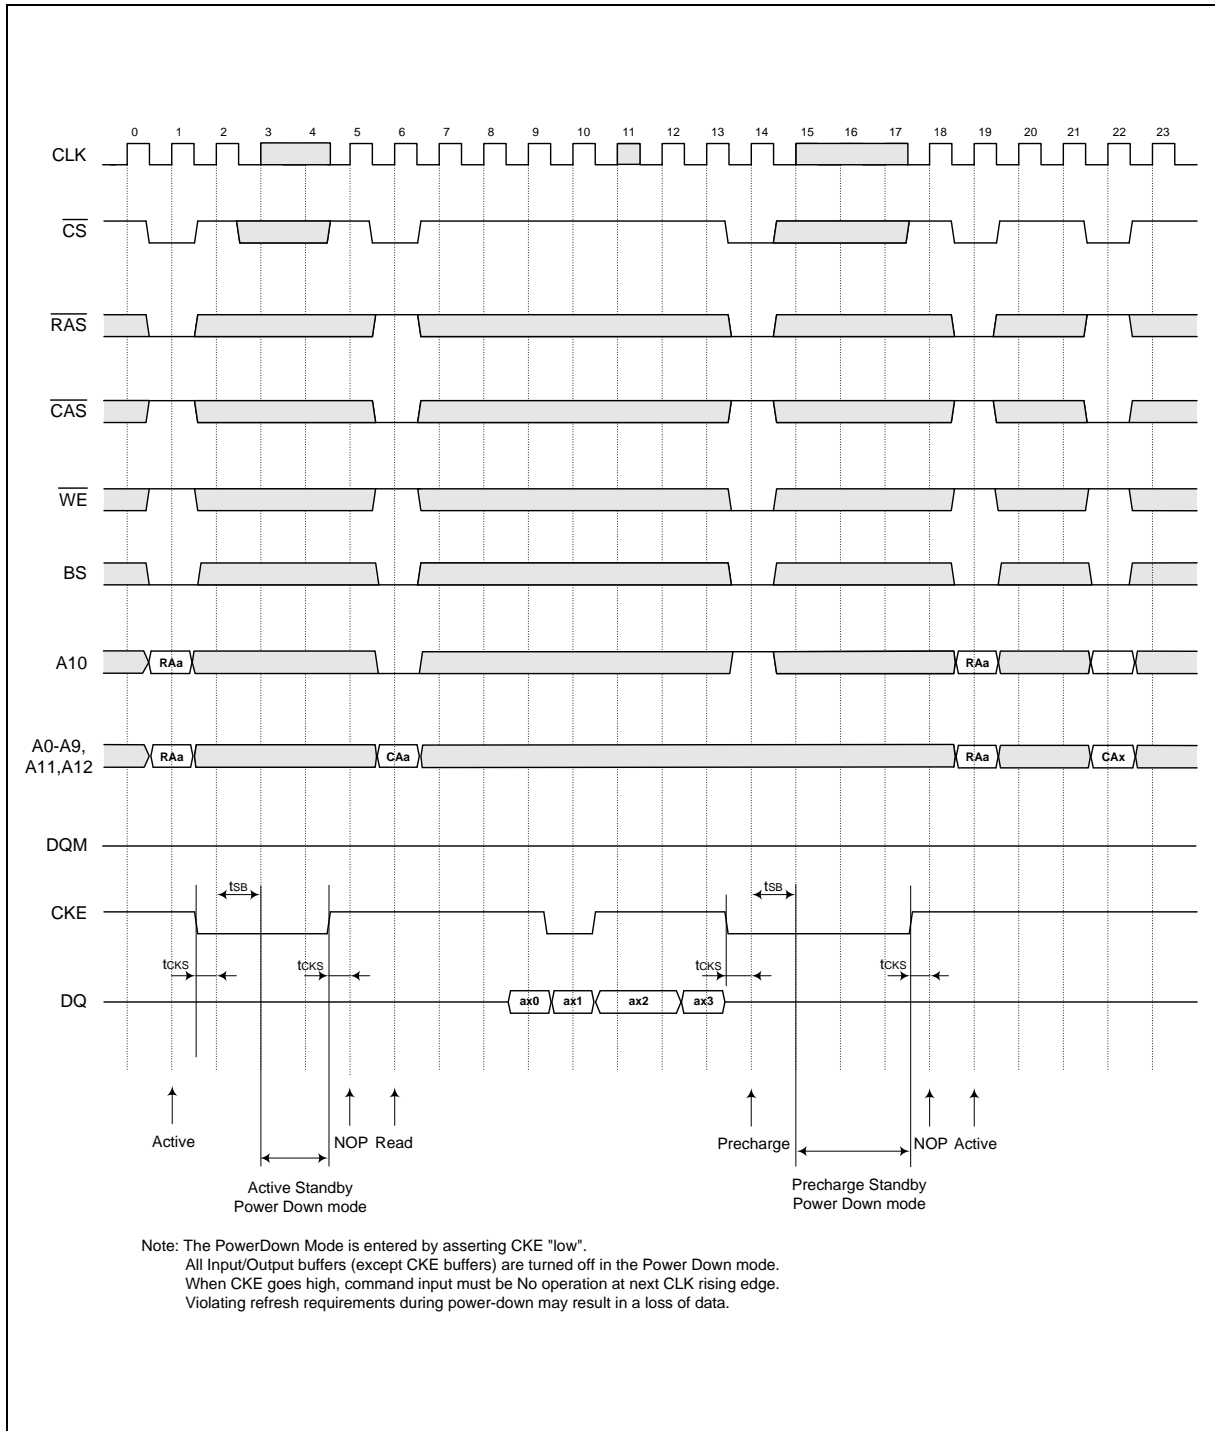 0 1 2 3 4 5 6 7 8 9 10 11 12 13 14 15 16 17 18 19 20 21 22 23
CLK
CS
RAS
CAS
WE
BS
A10 RAa RAa
A0-A9,
A11,A12 RAa CAa RAa CAx
DQM
tSB tSB
CKE
tCKS tCKS tCKS tCKS
DQ ax0 ax1 ax2 ax3
Active NOP Read Precharge NOP Active
Active Standby
Power Down mode
Precharge Standby
Power Down mode
Note: The PowerDown Mode is entered by asserting CKE "low".
All Input/Output buffers (except CKE buffers) are turned off in the Power Down mode.
When CKE goes high, command input must be No operation at next CLK rising edge.
Violating refresh requirements during power-down may result in a loss of data.